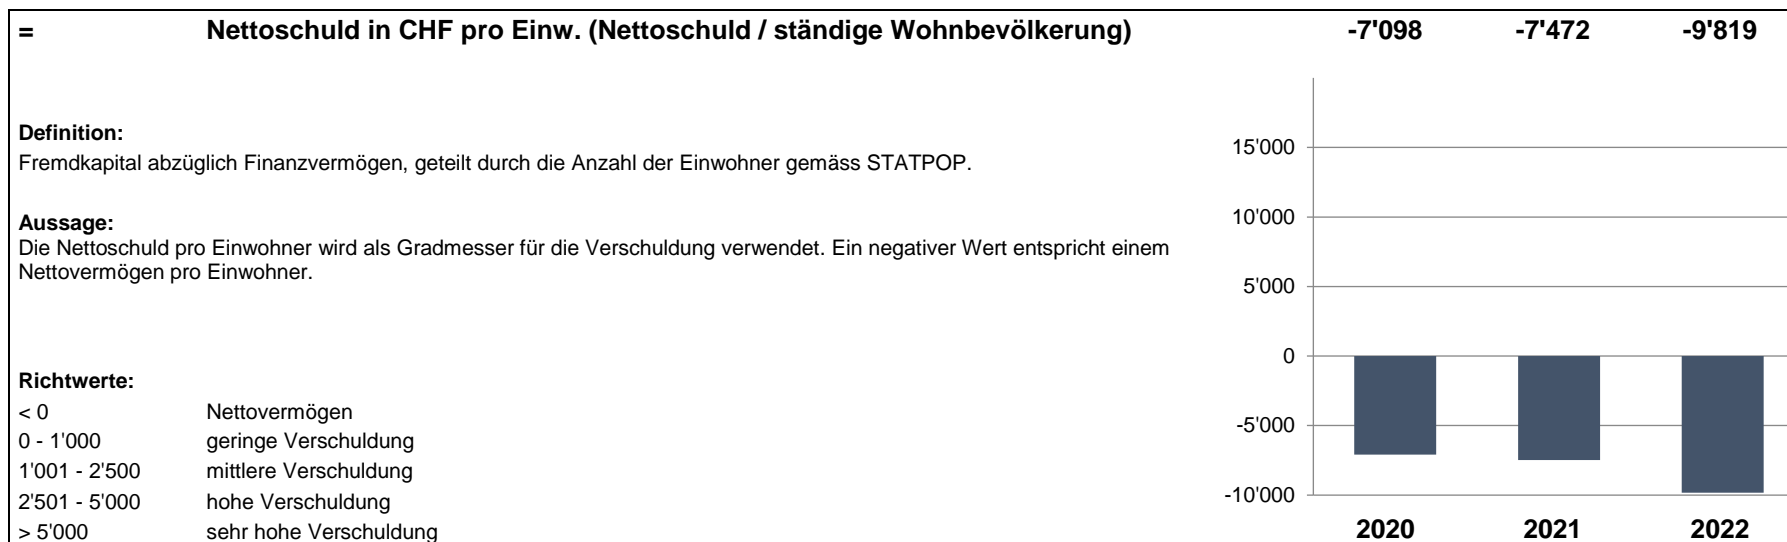 = Nettoschuld in CHF pro Einw. (Nettoschuld / ständige Wohnbevölkerung) -7'098 -7'472 -9'819
Definition:
Fremdkapital abzüglich Finanzvermögen, geteilt durch die Anzahl der Einwohner gemäss STATPOP.
Aussage:
Die Nettoschuld pro Einwohner wird als Gradmesser für die Verschuldung verwendet. Ein negativer Wert entspricht einem
Nettovermögen pro Einwohner.
Richtwerte:
< 0 Nettovermögen
0 - 1'000 geringe Verschuldung
1'001 - 2'500 mittlere Verschuldung
2'501 - 5'000 hohe Verschuldung
> 5'000 sehr hohe Verschuldung
15'000
10'000
5'000
0
-5'000
-10'000
2020 2021 2022